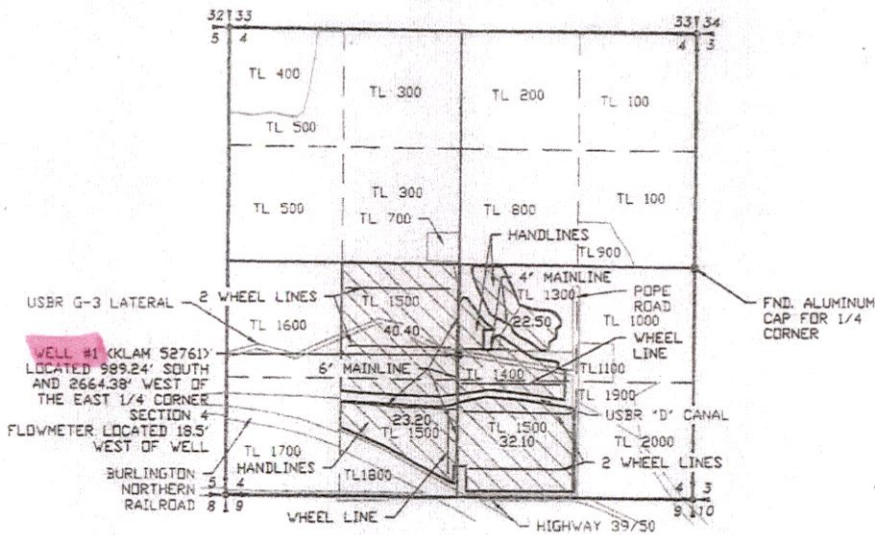 32 33
5 4
33 34
4 3
TL 400
TL 300
TL 200
TL 100
TL 500
TL 500
TL 300
TL 700
TL 800
TL 100
HANDLINES
TL 900
4' MAINLINE
USBR G-3 LATERAL
2 WHEEL LINES
TL 1500
40.40
TL 1300
22.50
POPE
ROAD
FND. ALUMINUM
CAP FOR 1/4
CORNER
TL 1600
TL 1000
WHEEL
LINE
WELL #1 (KLAM 52761)
LOCATED 989.24' SOUTH
AND 2664.38' WEST OF
THE EAST 1/4 CORNER
SECTION 4
FLOWMETER LOCATED 18.5'
WEST OF WELL
6' MAINLINE
TL 1400
TL1100
TL 1900
USBR "D" CANAL
23.20
TL 1500
TL 1500
32.10
TL 2000
TL 1700
HANDLINES
TL1800
2 WHEEL LINES
BURLINGTON
NORTHERN
RAILROAD
5 4
8 9
4 3
9 10
WHEEL LINE
HIGHWAY 39/50